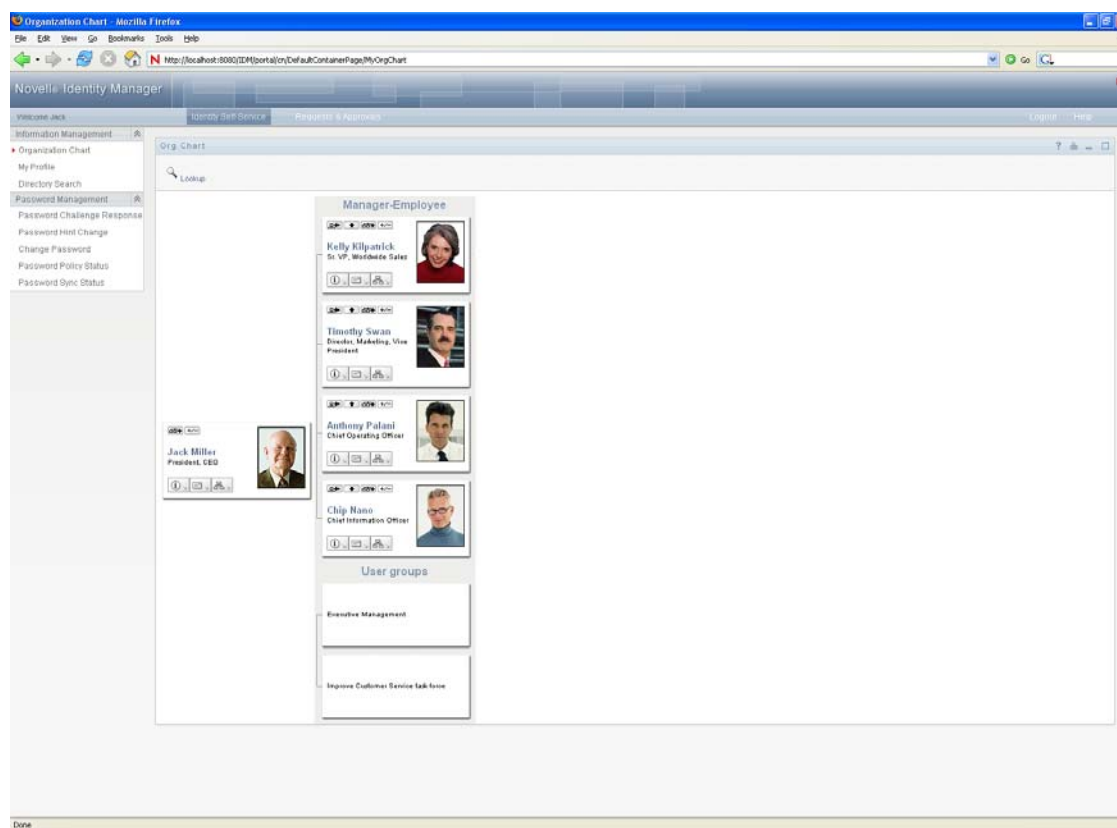 Organization Chart - Mozilla Firefox
File Edit View Go Bookmarks Tools Help
http://localhost:8080/IDM/portal/cn/DefaultContainerPage/MyOrgChart
Go
Novell® Identity Manager
Welcome Jack
Identity Self-Service
Requests & Approvals
Logout
Help
Information Management
Organization Chart
My Profile
Directory Search
Password Management
Password Challenge Response
Password Hint Change
Change Password
Password Policy Status
Password Sync Status
Org Chart
Lookup
Jack Miller
President, CEO
Manager-Employee
Kelly Kilpatrick
Sr. VP, Worldwide Sales
Timothy Swan
Director, Marketing, Vice
President
Anthony Palani
Chief Operating Officer
Chip Nano
Chief Information Officer
User groups
Executive Management
Improve Customer Service task force
Done